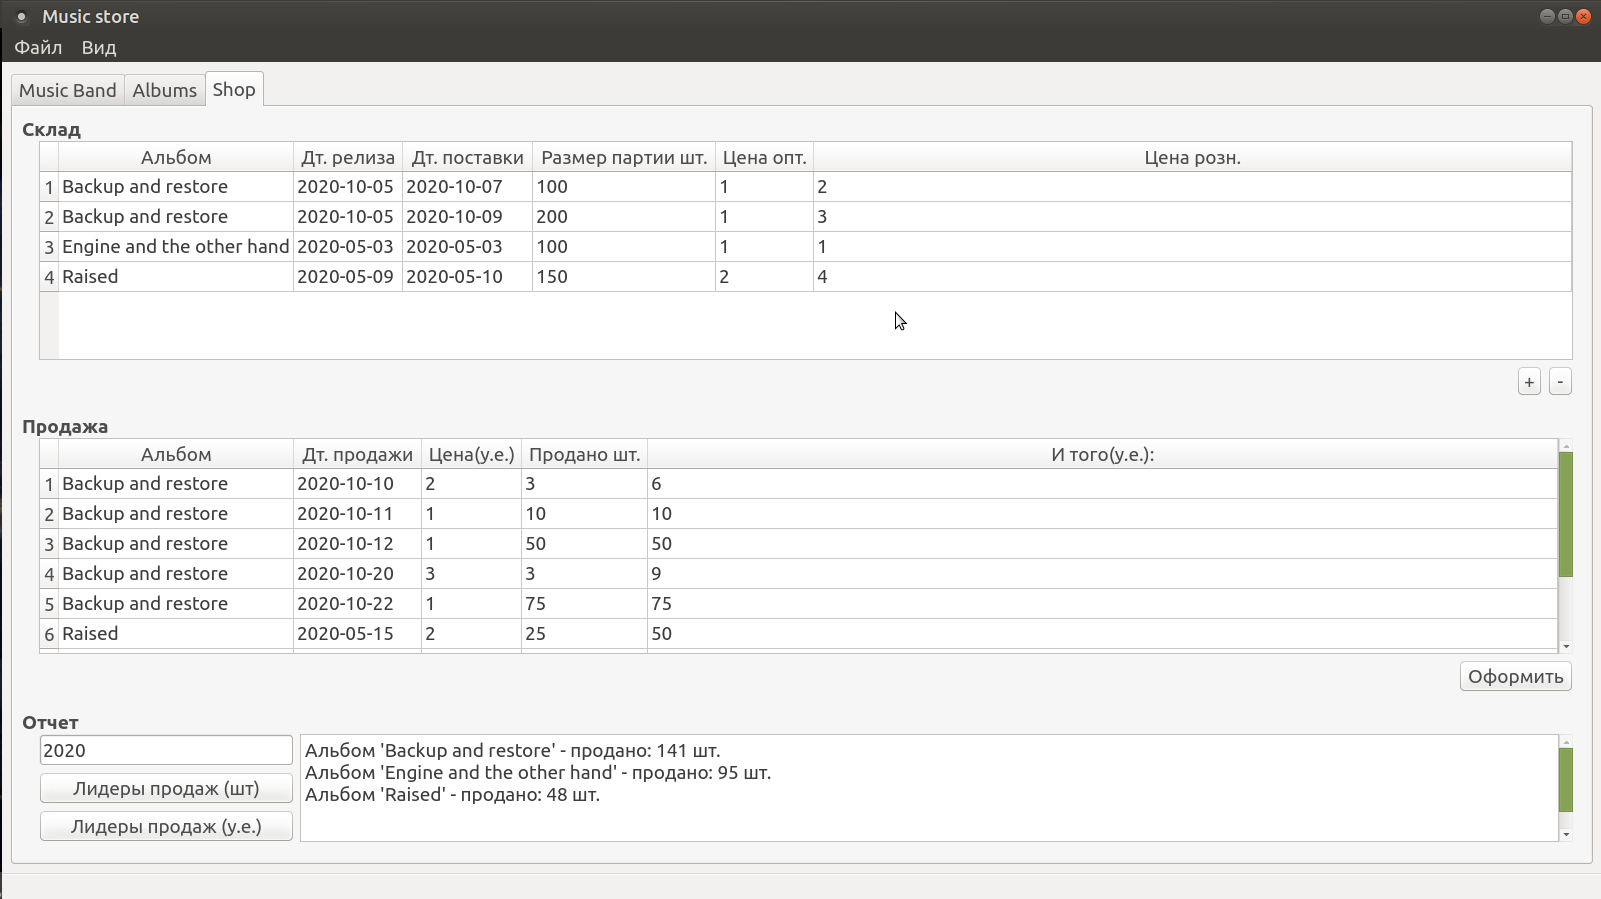 Music store
Файл Вид
Music Band Albums Shop
Склад
Альбом Дт. релиза Дт. поставки Размер партии шт. Цена опт. Цена розн.
1 Backup and restore 2020-10-05 2020-10-07 100 1 2
2 Backup and restore 2020-10-05 2020-10-09 200 1 3
3 Engine and the other hand 2020-05-03 2020-05-03 100 1 1
4 Raised 2020-05-09 2020-05-10 150 2 4
+ -
Продажа
Альбом Дт. продажи Цена(у.е.) Продано шт. И того(у.е.):
1 Backup and restore 2020-10-10 2 3 6
2 Backup and restore 2020-10-11 1 10 10
3 Backup and restore 2020-10-12 1 50 50
4 Backup and restore 2020-10-20 3 3 9
5 Backup and restore 2020-10-22 1 75 75
6 Raised 2020-05-15 2 25 50
Оформить
Отчет
2020
Лидеры продаж (шт)
Лидеры продаж (у.е.)
Альбом 'Backup and restore' - продано: 141 шт.
Альбом 'Engine and the other hand' - продано: 95 шт.
Альбом 'Raised' - продано: 48 шт.